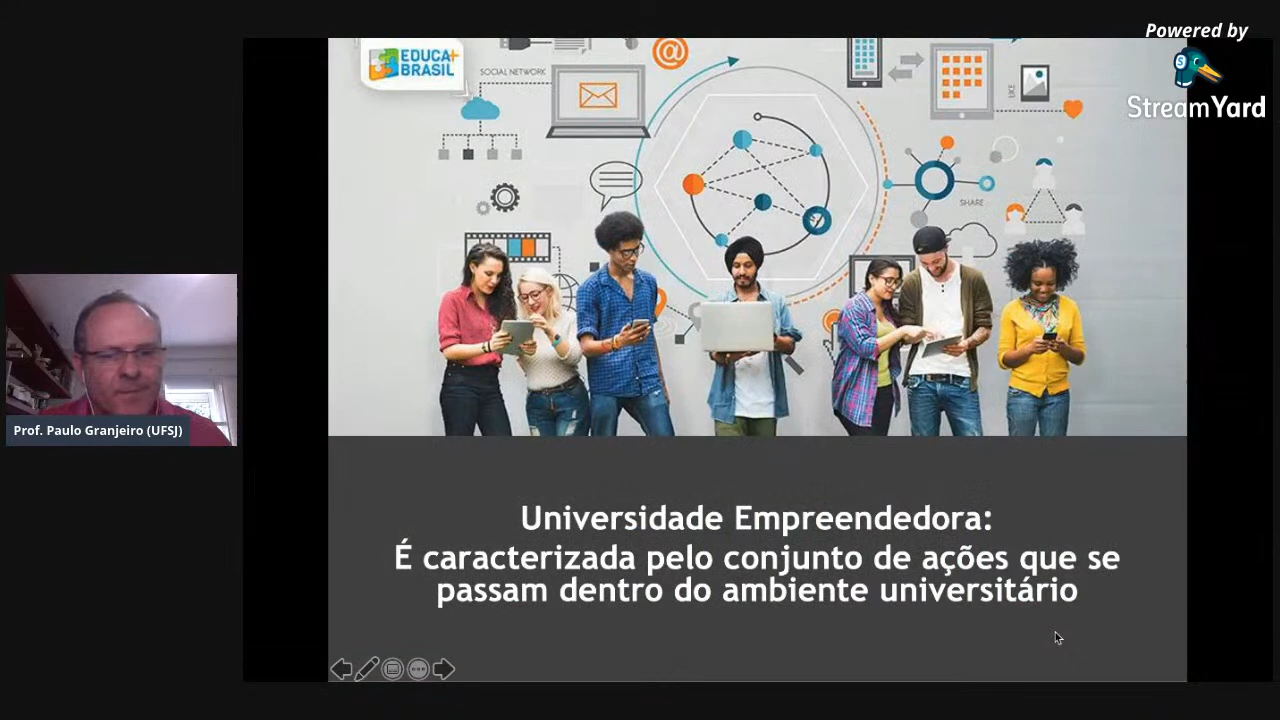 Powered by
StreamYard
EDUCA+
BRASIL
SOCIAL NETWORK
@
LIKE
SHARE
Prof. Paulo Granjeiro (UFSJ)
Universidade Empreendedora:
É caracterizada pelo conjunto de ações que se
passam dentro do ambiente universitário